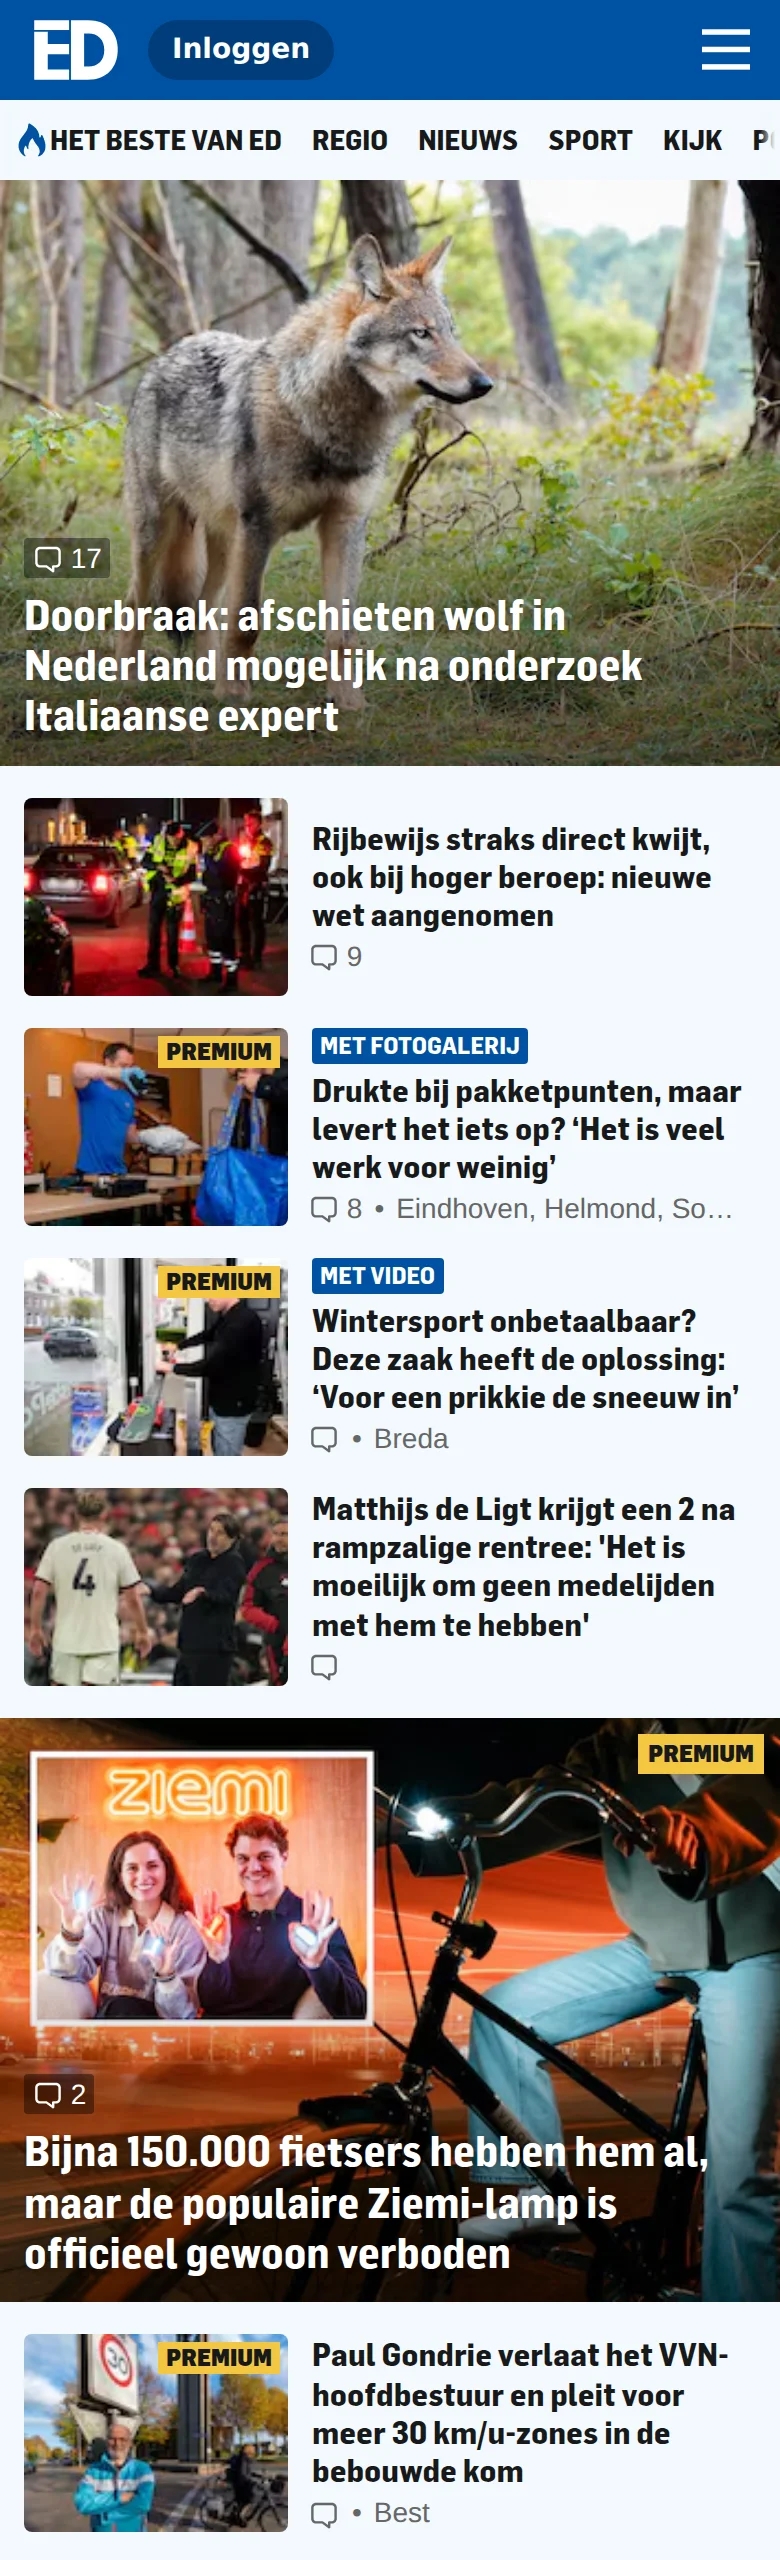 ED
Inloggen
HET BESTE VAN ED REGIO NIEUWS SPORT KIJK
17
Doorbraak: afschieten wolf in
Nederland mogelijk na onderzoek
Italiaanse expert
Rijbewijs straks direct kwijt,
ook bij hoger beroep: nieuwe
wet aangenomen
9
PREMIUM
MET FOTOGALERIJ
Drukte bij pakketpunten, maar
levert het iets op? ‘Het is veel
werk voor weinig’
8 • Eindhoven, Helmond, So...
PREMIUM
MET VIDEO
Wintersport onbetaalbaar?
Deze zaak heeft de oplossing:
‘Voor een prikkie de sneeuw in’
• Breda
4
Matthijs de Ligt krijgt een 2 na
rampzalige rentree: 'Het is
moeilijk om geen medelijden
met hem te hebben'
PREMIUM
ziemi
2
Bijna 150.000 fietsers hebben hem al,
maar de populaire Ziemi-lamp is
officieel gewoon verboden
30
PREMIUM
Paul Gondrie verlaat het VVN-
hoofdbestuur en pleit voor
meer 30 km/u-zones in de
bebouwde kom
• Best